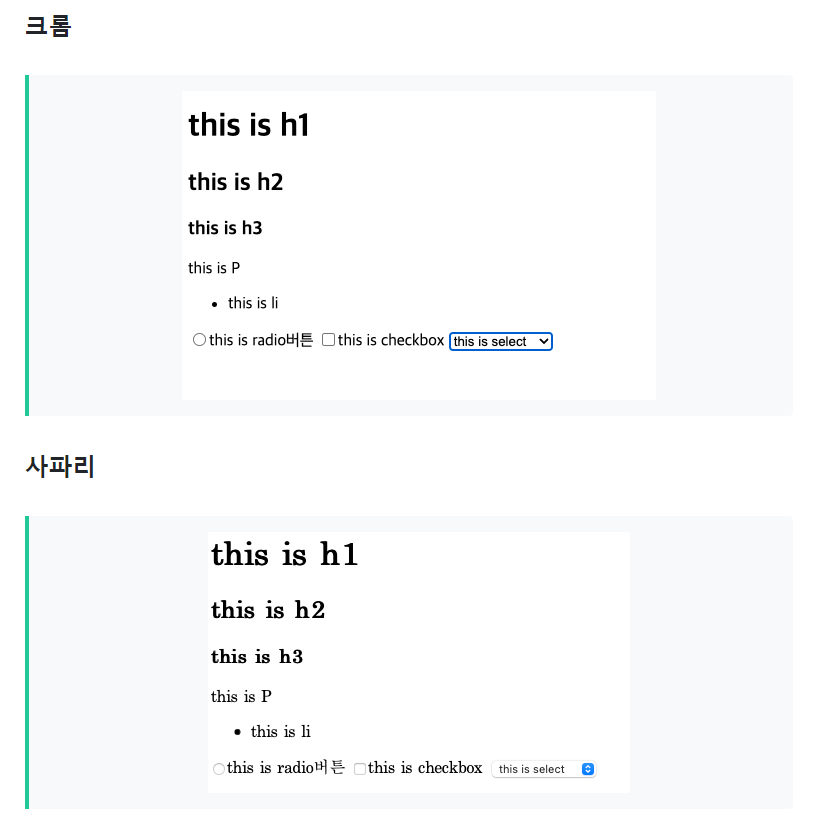 크롬
this is h1
this is h2
this is h3
this is P
this is li
this is radio버튼 this is checkbox this is select
사파리
this is h1
this is h2
this is h3
this is P
this is li
this is radio버튼 this is checkbox this is select